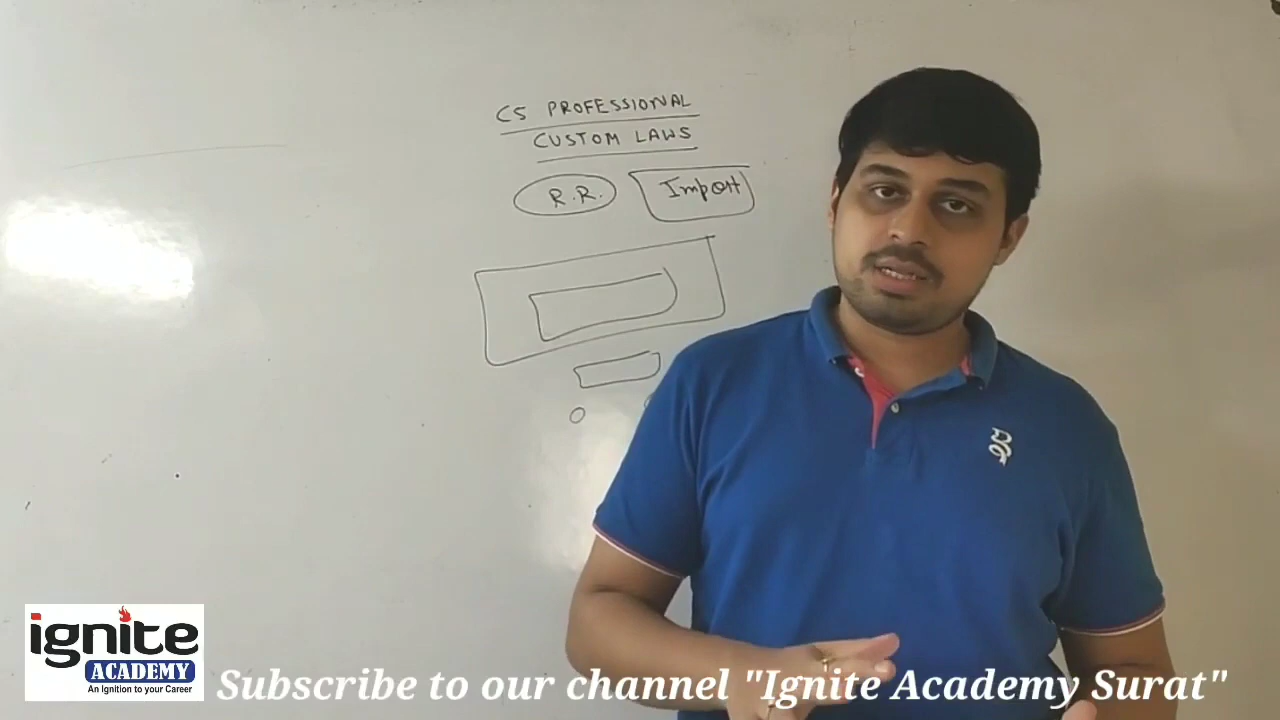 CS PROFESSIONAL
CUSTOM LAWS
R.R.
Import
ignite
ACADEMY
An Ignition to your Career
Subscribe to our channel "Ignite Academy Surat"